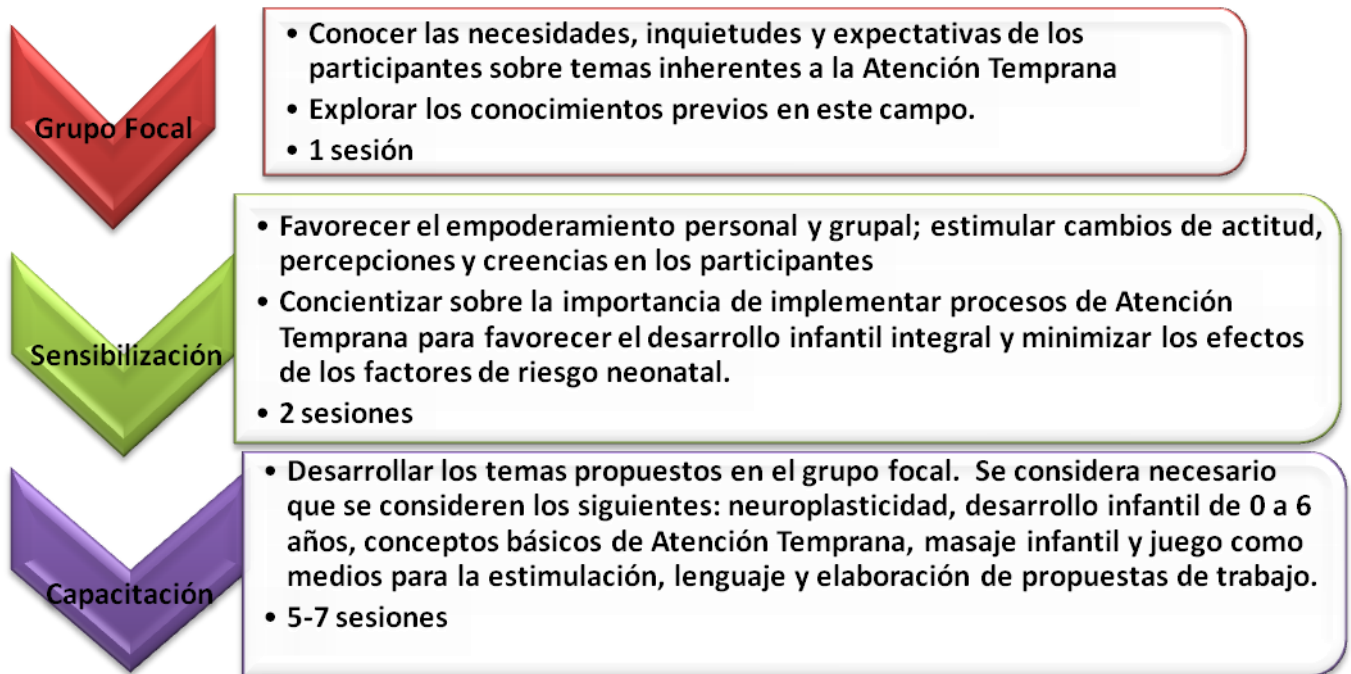 Grupo Focal
• Conocer las necesidades, inquietudes y expectativas de los
participantes sobre temas inherentes a la Atención Temprana
• Explorar los conocimientos previos en este campo.
• 1 sesión
Sensibilización
• Favorecer el empoderamiento personal y grupal; estimular cambios de actitud,
percepciones y creencias en los participantes
• Concientizar sobre la importancia de implementar procesos de Atención
Temprana para favorecer el desarrollo infantil integral y minimizar los efectos
de los factores de riesgo neonatal.
• 2 sesiones
Capacitación
• Desarrollar los temas propuestos en el grupo focal.  Se considera necesario
que se consideren los siguientes: neuroplasticidad, desarrollo infantil de 0 a 6
años, conceptos básicos de Atención Temprana, masaje infantil y juego como
medios para la estimulación, lenguaje y elaboración de propuestas de trabajo.
• 5-7 sesiones